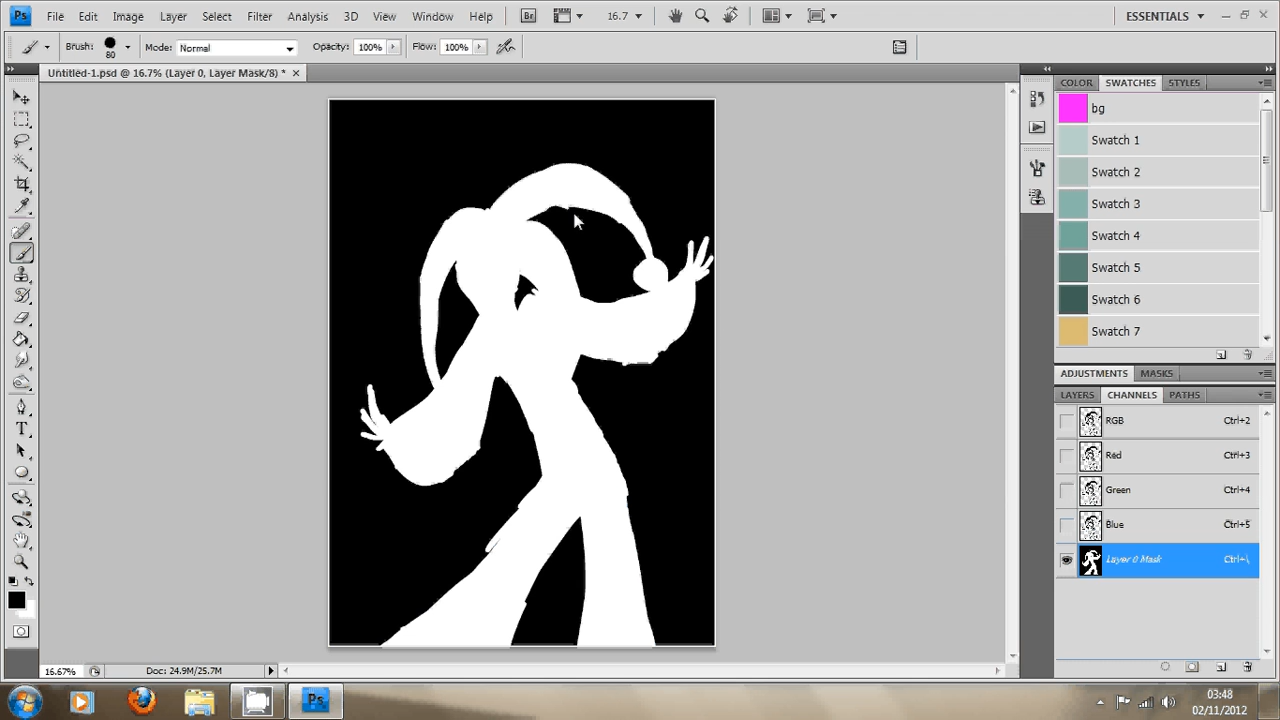 Ps File Edit Image Layer Select Filter Analysis 3D View Window Help Br 16.7 ESSENTIALS
Brush: 80 Mode: Normal Opacity: 100% Flow: 100%
Untitled-1.psd @ 16.7% (Layer 0, Layer Mask/8) * ×
COLOR SWATCHES STYLES
bg
Swatch 1
Swatch 2
Swatch 3
Swatch 4
Swatch 5
Swatch 6
Swatch 7
ADJUSTMENTS MASKS
LAYERS CHANNELS PATHS
RGB Ctrl+2
Red Ctrl+3
Green Ctrl+4
Blue Ctrl+5
Layer 0 Mask Ctrl+\
T
16.67% Doc: 24.9M/25.7M
Ps
03:48
02/11/2012